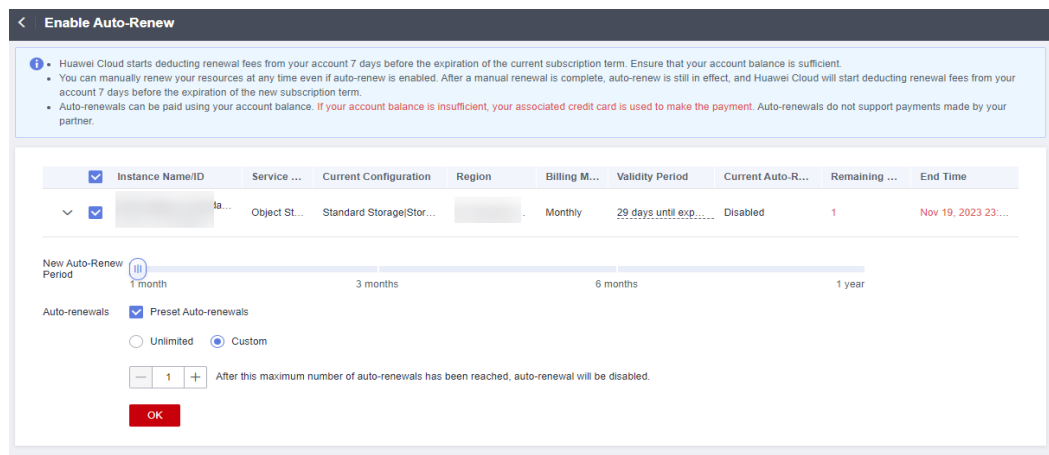 Enable Auto-Renew
Huawei Cloud starts deducting renewal fees from your account 7 days before the expiration of the current subscription term. Ensure that your account balance is sufficient.
You can manually renew your resources at any time even if auto-renew is enabled. After a manual renewal is complete, auto-renew is still in effect, and Huawei Cloud will start deducting renewal fees from your
account 7 days before the expiration of the new subscription term.
Auto-renewals can be paid using your account balance. If your account balance is insufficient, your associated credit card is used to make the payment. Auto-renewals do not support payments made by your
partner.
Instance Name/ID Service ... Current Configuration Region Billing M... Validity Period Current Auto-R... Remaining ... End Time
da... Object St... Standard Storage|Stor... Monthly 29 days until exp... Disabled 1 Nov 19, 2023 23:...
New Auto-Renew
Period
1 month 3 months 6 months 1 year
Auto-renewals Preset Auto-renewals
Unlimited Custom
1 After this maximum number of auto-renewals has been reached, auto-renewal will be disabled.
OK